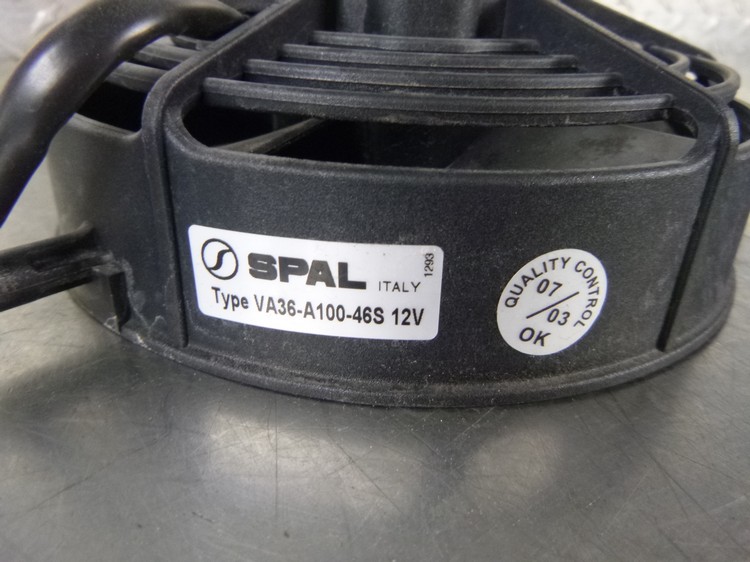 SPAL ITALY 1293
Type VA36-A100-46S 12V
QUALITY CONTROL
07/03
OK